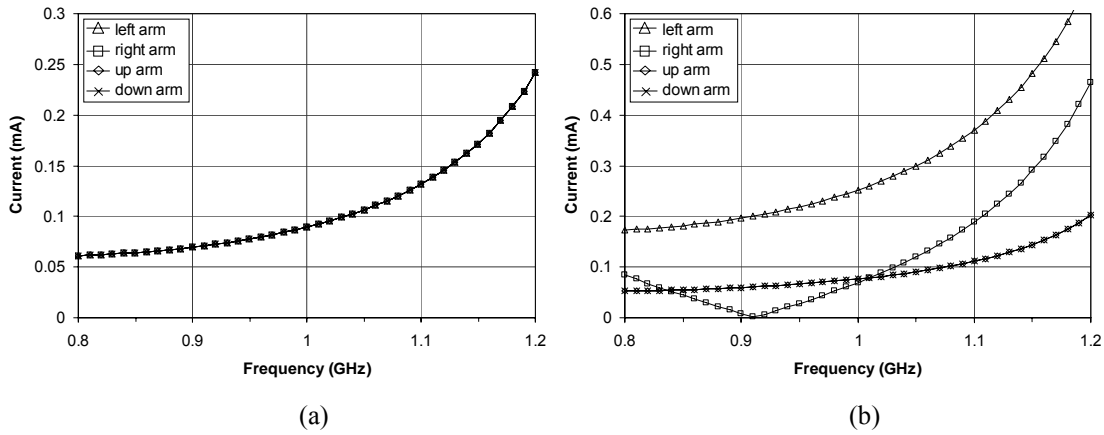 0.3
0.25
0.2
0.15
0.1
0.05
0
Current (mA)
left arm
right arm
up arm
down arm
0.8 0.9 1 1.1 1.2
Frequency (GHz)
(a)
0.6
0.5
0.4
0.3
0.2
0.1
0
Current (mA)
left arm
right arm
up arm
down arm
0.8 0.9 1 1.1 1.2
Frequency (GHz)
(b)